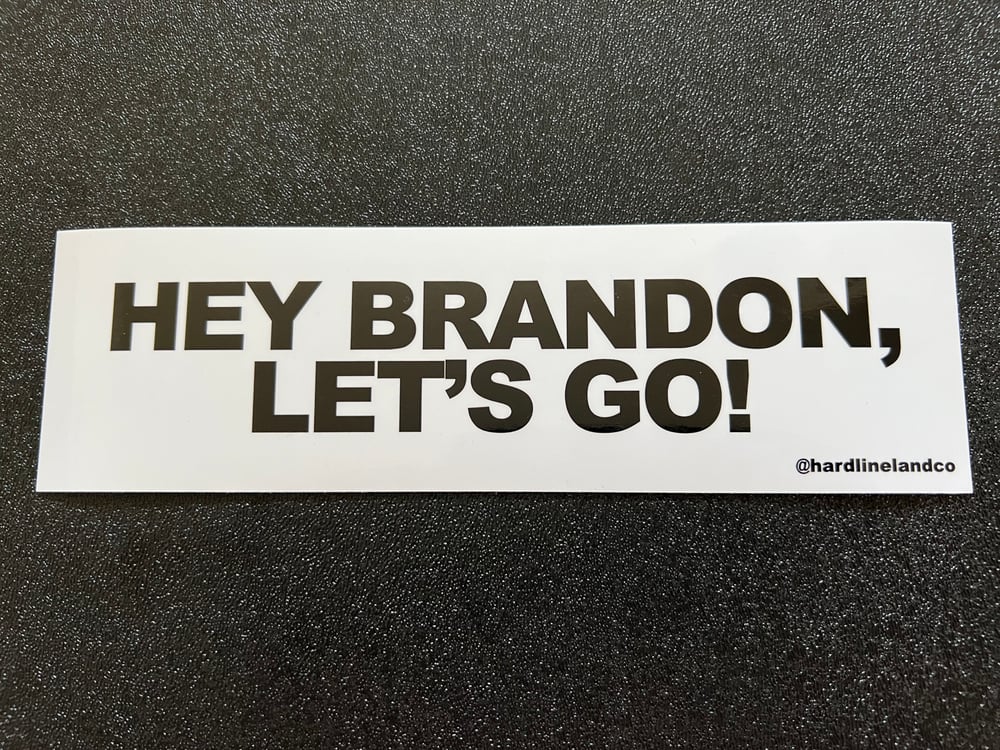 HEY BRANDON,
LET'S GO!
@hardlinelandco